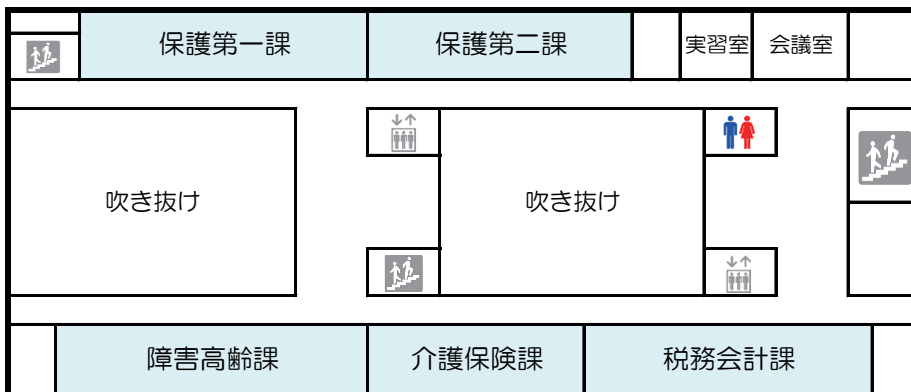 保護第一課
保護第二課
実習室
会議室
吹き抜け
吹き抜け
障害高齢課
介護保険課
税務会計課